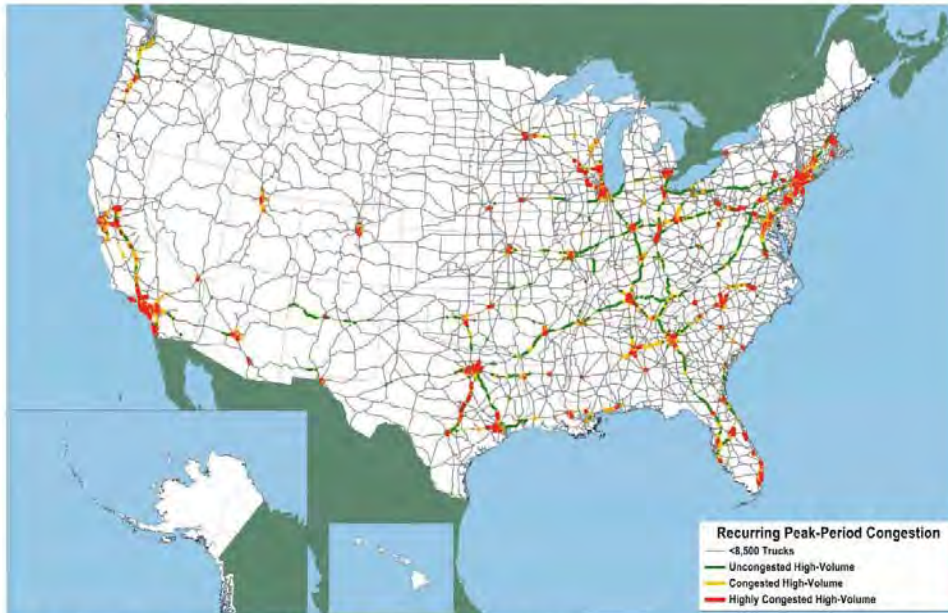 Recurring Peak-Period Congestion
<8,500 Trucks
Uncongested High-Volume
Congested High-Volume
Highly Congested High-Volume